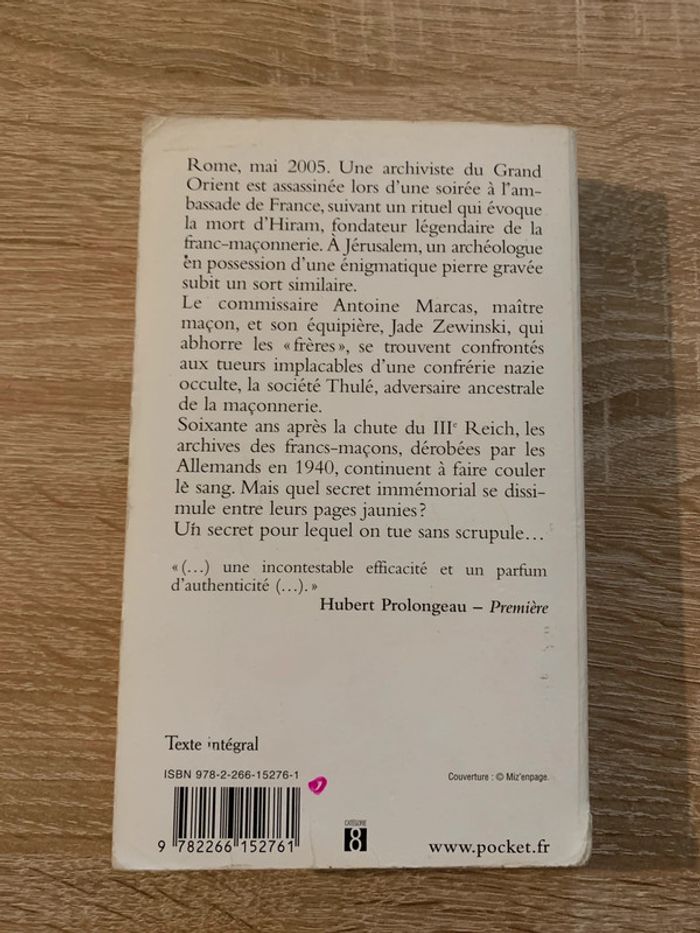 Rome, mai 2005. Une archiviste du Grand
Orient est assassinée lors d'une soirée à l'am-
bassade de France, suivant un rituel qui évoque
la mort d'Hiram, fondateur légendaire de la
franc-maçonnerie. À Jérusalem, un archéologue
en possession d'une énigmatique pierre gravée
subit un sort similaire.
Le commissaire Antoine Marcas, maître
maçon, et son équipière, Jade Zewinski, qui
abhorre les « frères », se trouvent confrontés
aux tueurs implacables d'une confrérie nazie
occulte, la société Thulé, adversaire ancestrale
de la maçonnerie.
Soixante ans après la chute du IIIe Reich, les
archives des francs-maçons, dérobées par les
Allemands en 1940, continuent à faire couler
le sang. Mais quel secret immémorial se dissi-
mule entre leurs pages jaunies ?
Un secret pour lequel on tue sans scrupule…
« (…) une incontestable efficacité et un parfum
d'authenticité (…). »
Hubert Prolongeau – Première
Texte intégral
ISBN 978-2-266-15276-1
Couverture : © Miz'enpage.
CATÉGORIE
8
9 782266 152761
www.pocket.fr